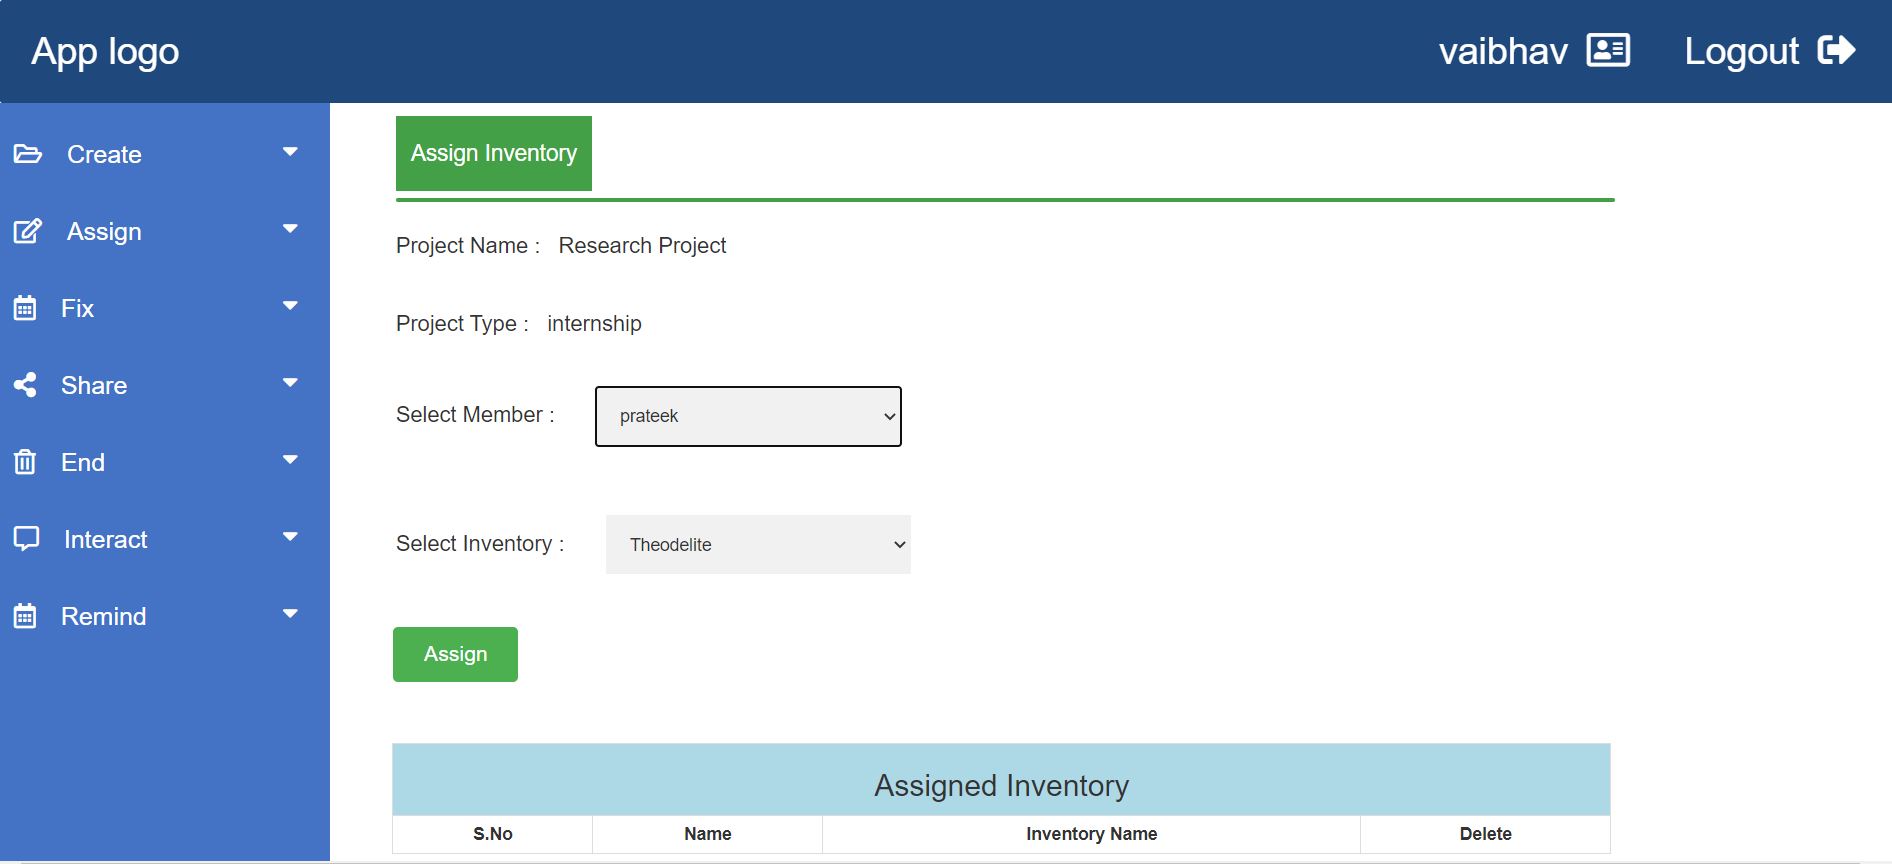 App logo
vaibhav
Logout
Create
Assign
Fix
Share
End
Interact
Remind
Assign Inventory
Project Name : Research Project
Project Type : internship
Select Member : prateek
Select Inventory : Theodelite
Assign
Assigned Inventory
S.No Name Inventory Name Delete